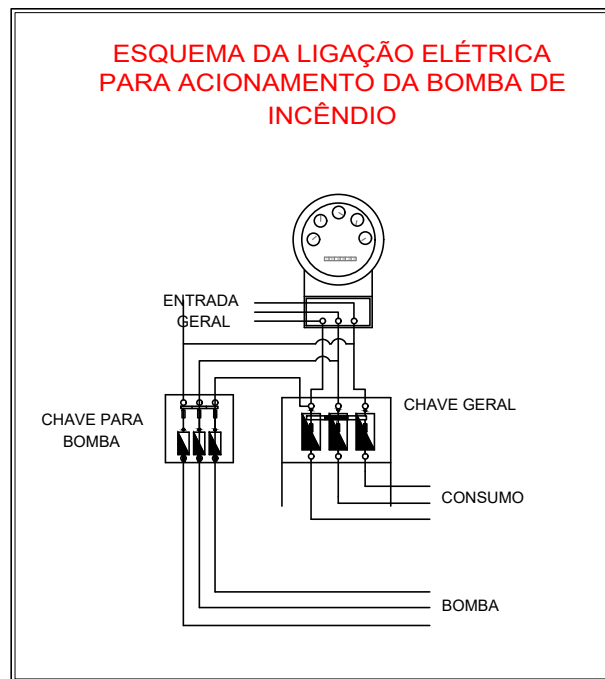 ESQUEMA DA LIGAÇÃO ELÉTRICA
PARA ACIONAMENTO DA BOMBA DE
INCÊNDIO
ENTRADA
GERAL
CHAVE PARA
BOMBA
CHAVE GERAL
CONSUMO
BOMBA